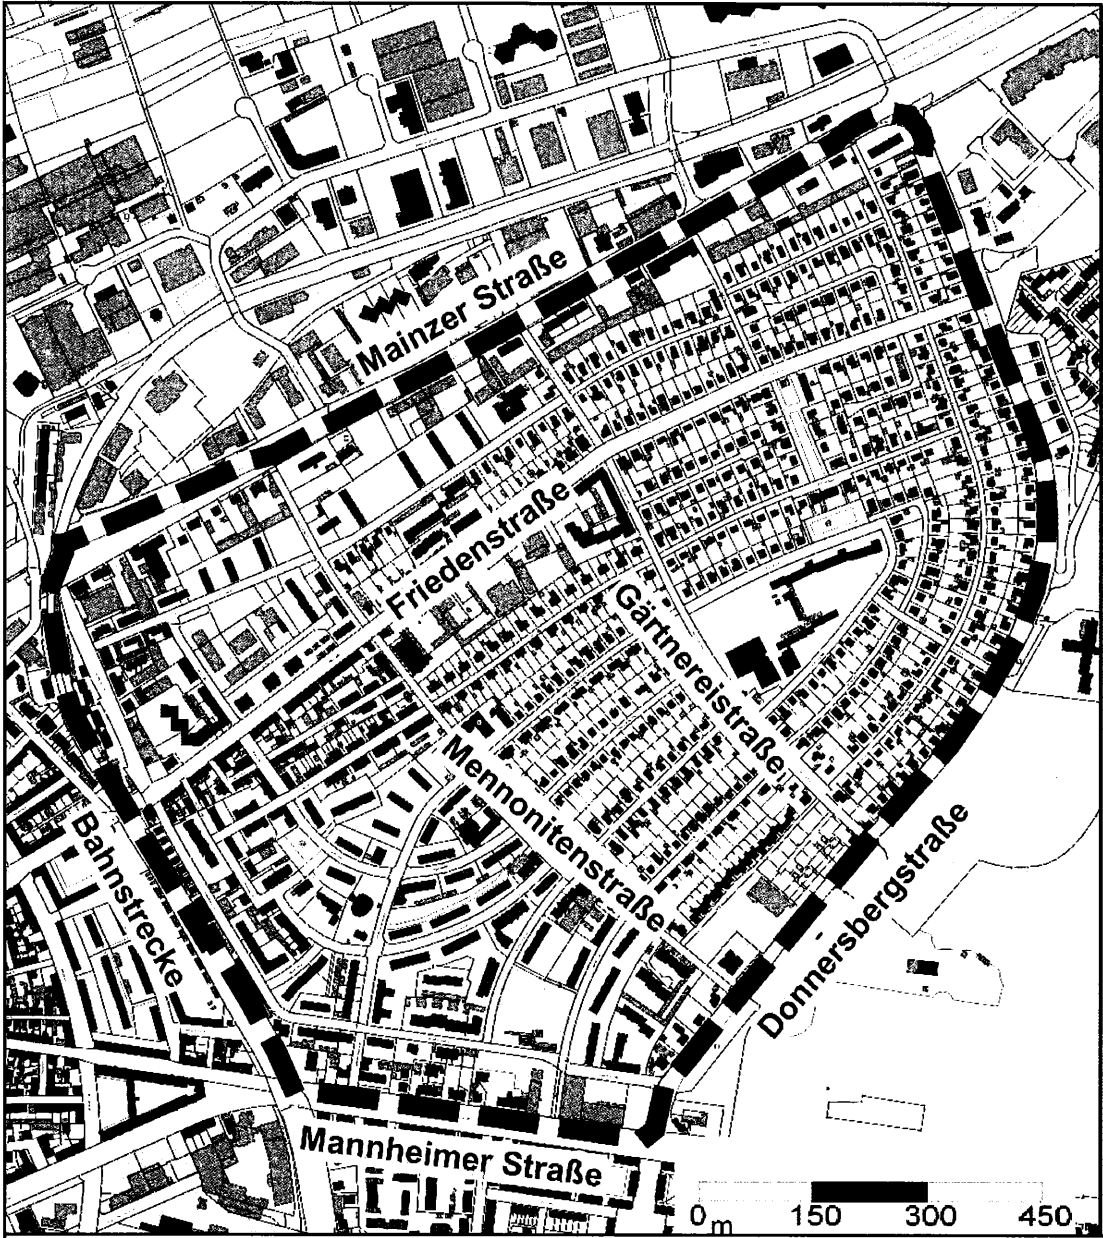 Mainzer Straße
Friedenstraße
Gärtnereistraße
Mennonitenstraße
Bahnstrecke
Donnersbergstraße
Mannheimer Straße
0 m 150 300 450